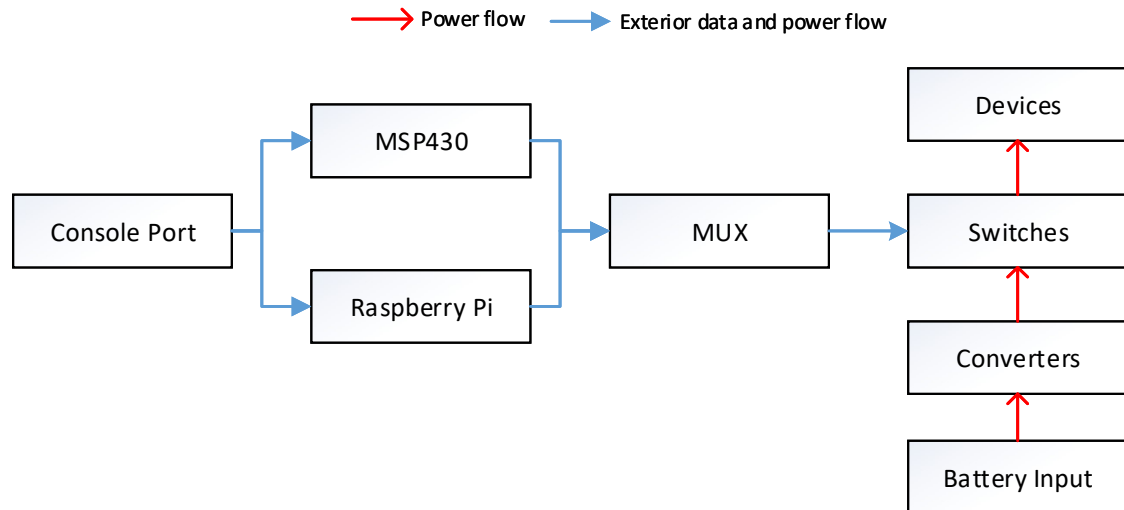 Power flow
Exterior data and power flow
Devices
MSP430
Console Port
MUX
Switches
Raspberry Pi
Converters
Battery Input